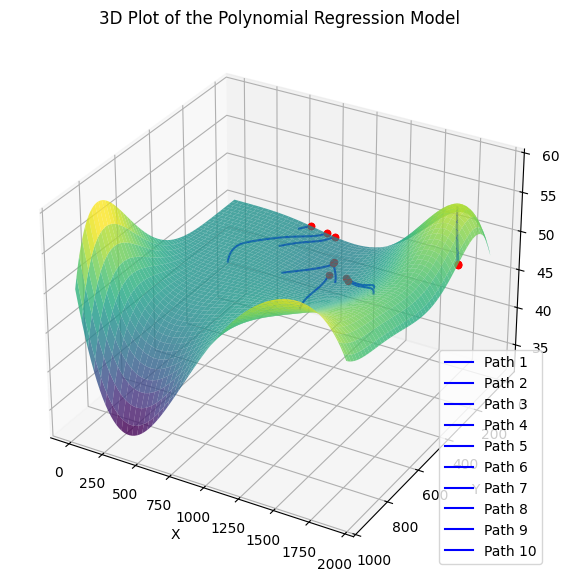 3D Plot of the Polynomial Regression Model
60
55
50
45
40
35
0
250
500
750
1000
1250
1500
1750
2000
X
200
400
600
800
1000
Y
Path 1
Path 2
Path 3
Path 4
Path 5
Path 6
Path 7
Path 8
Path 9
Path 10